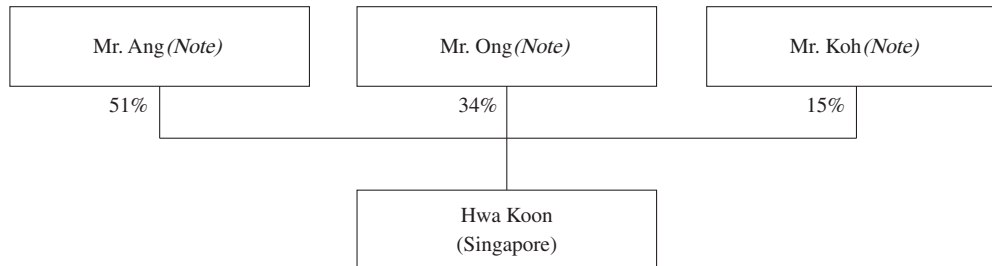 Mr. Ang (Note)
Mr. Ong (Note)
Mr. Koh (Note)
51%
34%
15%
Hwa Koon
(Singapore)